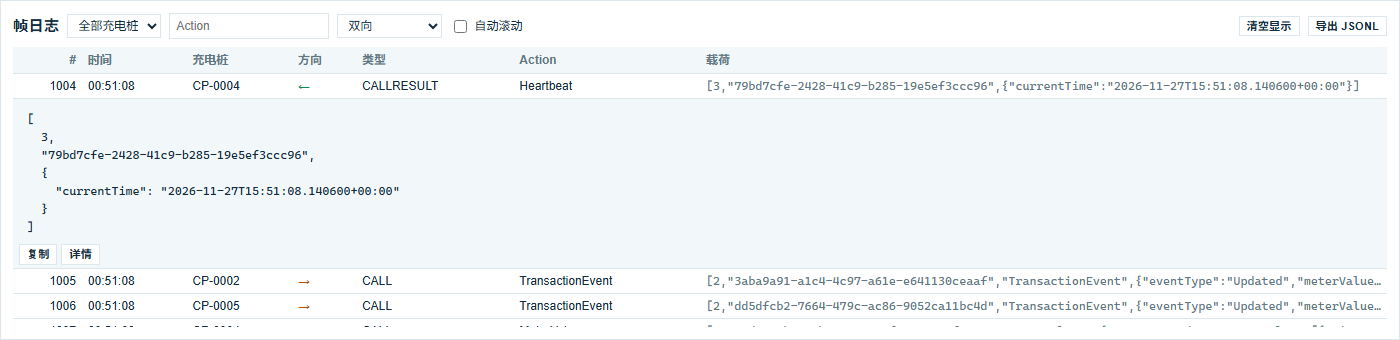 帧日志 全部充电桩 Action 双向 自动滚动 清空显示 导出 JSONL
# 时间 充电桩 方向 类型 Action 载荷
1004 00:51:08 CP-0004 ← CALLRESULT Heartbeat [3,"79bd7cfe-2428-41c9-b285-19e5ef3ccc96",{"currentTime":"2026-11-27T15:51:08.140600+00:00"}]
[
3,
"79bd7cfe-2428-41c9-b285-19e5ef3ccc96",
{
"currentTime": "2026-11-27T15:51:08.140600+00:00"
}
]
复制 详情
1005 00:51:08 CP-0002 → CALL TransactionEvent [2,"3aba9a91-a1c4-4c97-a61e-e641130ceaaf","TransactionEvent",{"eventType":"Updated","meterValue…
1006 00:51:08 CP-0005 → CALL TransactionEvent [2,"dd5dfcb2-7664-479c-ac86-9052ca11bc4d","TransactionEvent",{"eventType":"Updated","meterValue…